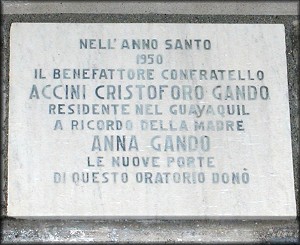 NELL'ANNO SANTO
1950
IL BENEFATTORE CONFRATELLO
ACCINI CRISTOFORO GANDO
RESIDENTE NEL GUAYAQUIL
A RICORDO DELLA MADRE
ANNA GANDO
LE NUOVE PORTE
DI QUESTO ORATORIO DONÒ